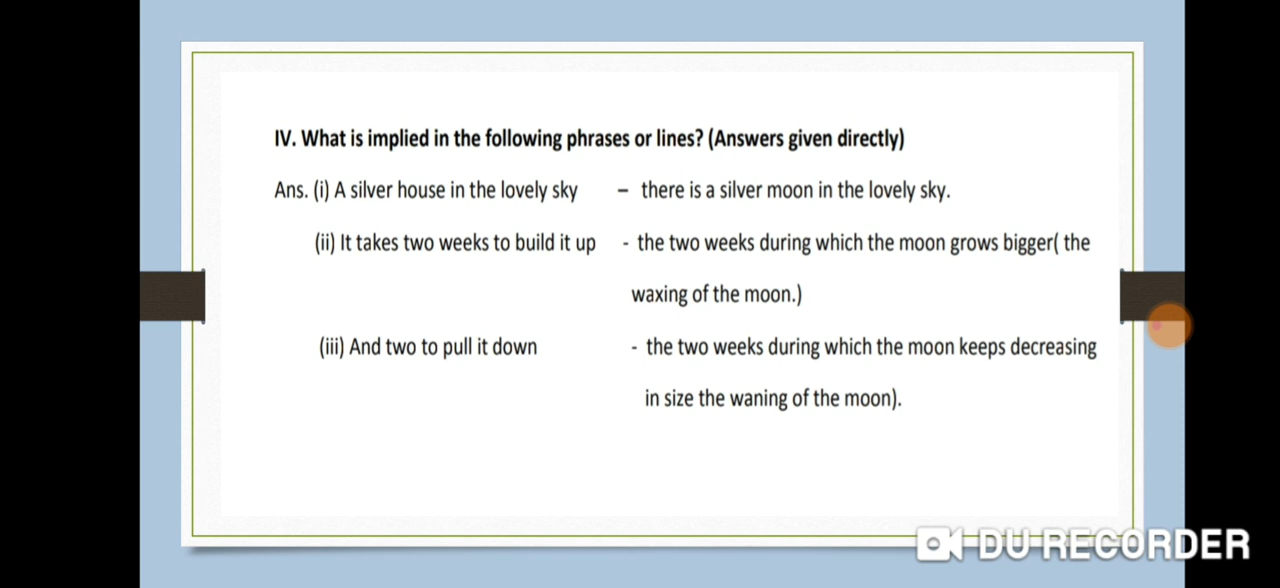 IV. What is implied in the following phrases or lines? (Answers given directly)
Ans. (i) A silver house in the lovely sky – there is a silver moon in the lovely sky.
(ii) It takes two weeks to build it up - the two weeks during which the moon grows bigger( the
waxing of the moon.)
(iii) And two to pull it down - the two weeks during which the moon keeps decreasing
in size the waning of the moon).
DU RECORDER